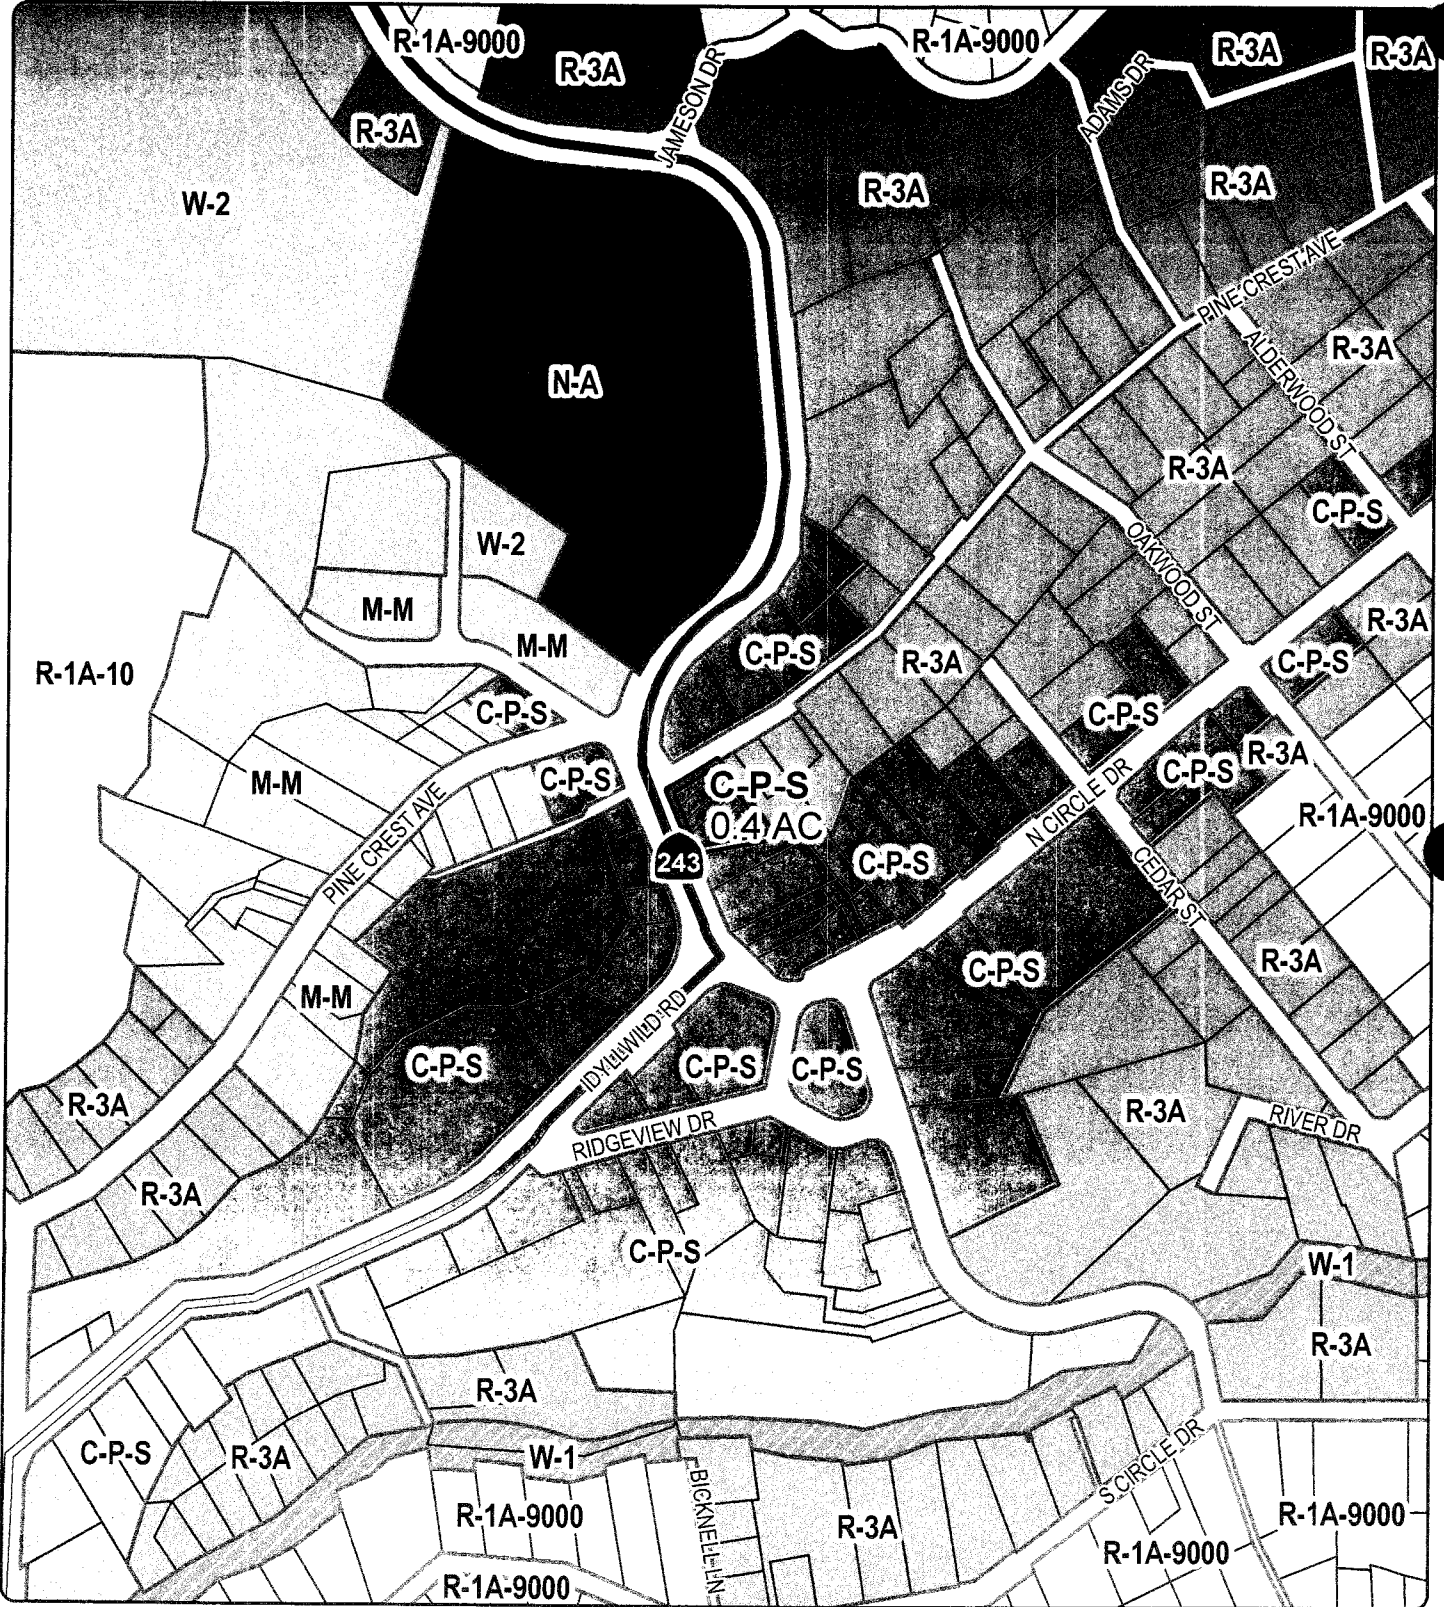 R-1A-9000
R-3A
JAMESON DR
R-1A-9000
R-3A
R-3A
ADAMS DR
R-3A
W-2
R-3A
R-3A
PINE CREST AVE
N-A
ALDERWOOD ST
R-3A
R-3A
C-P-S
W-2
OAKWOOD ST
M-M
M-M
C-P-S
R-3A
R-3A
C-P-S
R-1A-10
C-P-S
C-P-S
M-M
C-P-S
C-P-S
0.4 AC
C-P-S
R-3A
R-1A-9000
PINE CREST AVE
243
C-P-S
N CIRCLE DR
CEDAR ST
M-M
C-P-S
R-3A
IDYLLWILD RD
C-P-S
C-P-S
C-P-S
R-3A
R-3A
RIDGEVIEW DR
RIVER DR
R-3A
C-P-S
W-1
R-3A
R-3A
C-P-S
R-3A
W-1
S CIRCLE DR
BICKNELL LN
R-1A-9000
R-3A
R-1A-9000
R-1A-9000
R-1A-9000